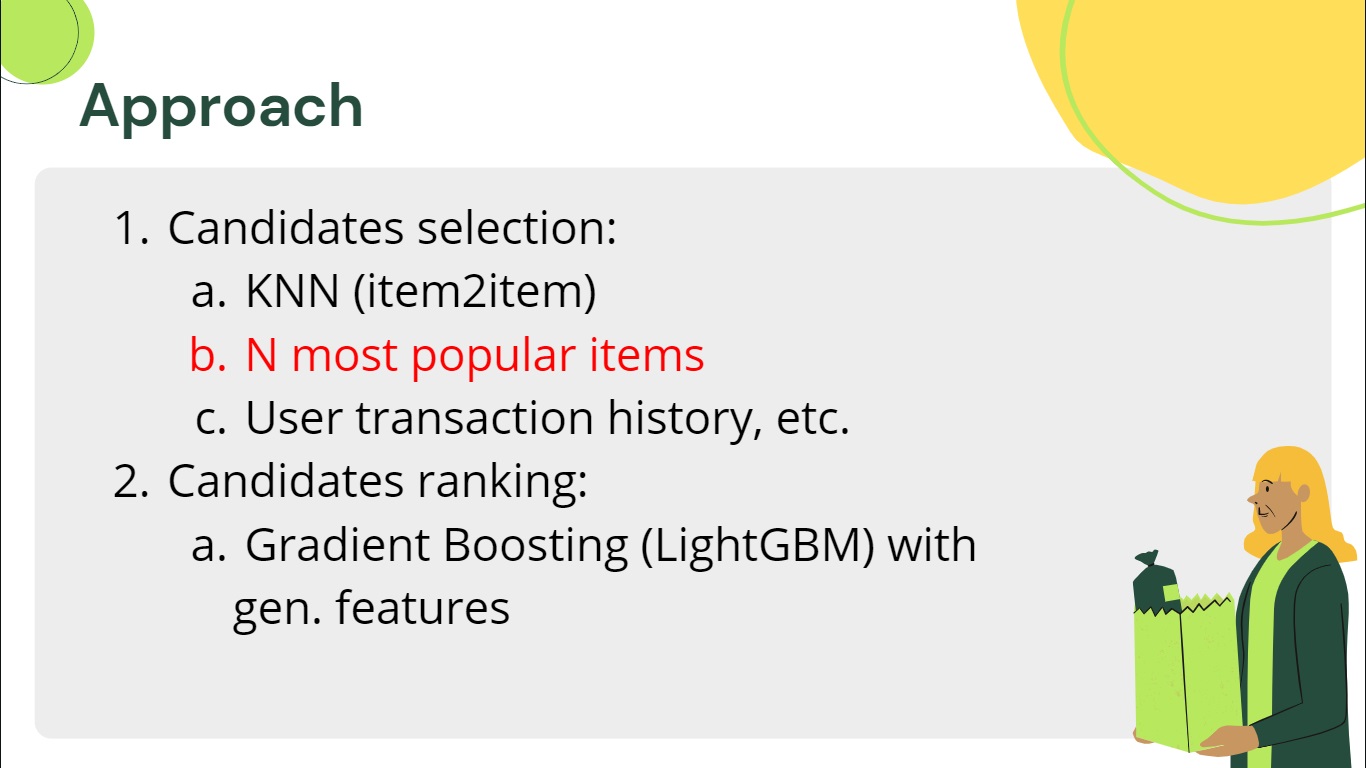 Approach
1. Candidates selection:
a. KNN (item2item)
b. N most popular items
c. User transaction history, etc.
2. Candidates ranking:
a. Gradient Boosting (LightGBM) with
gen. features